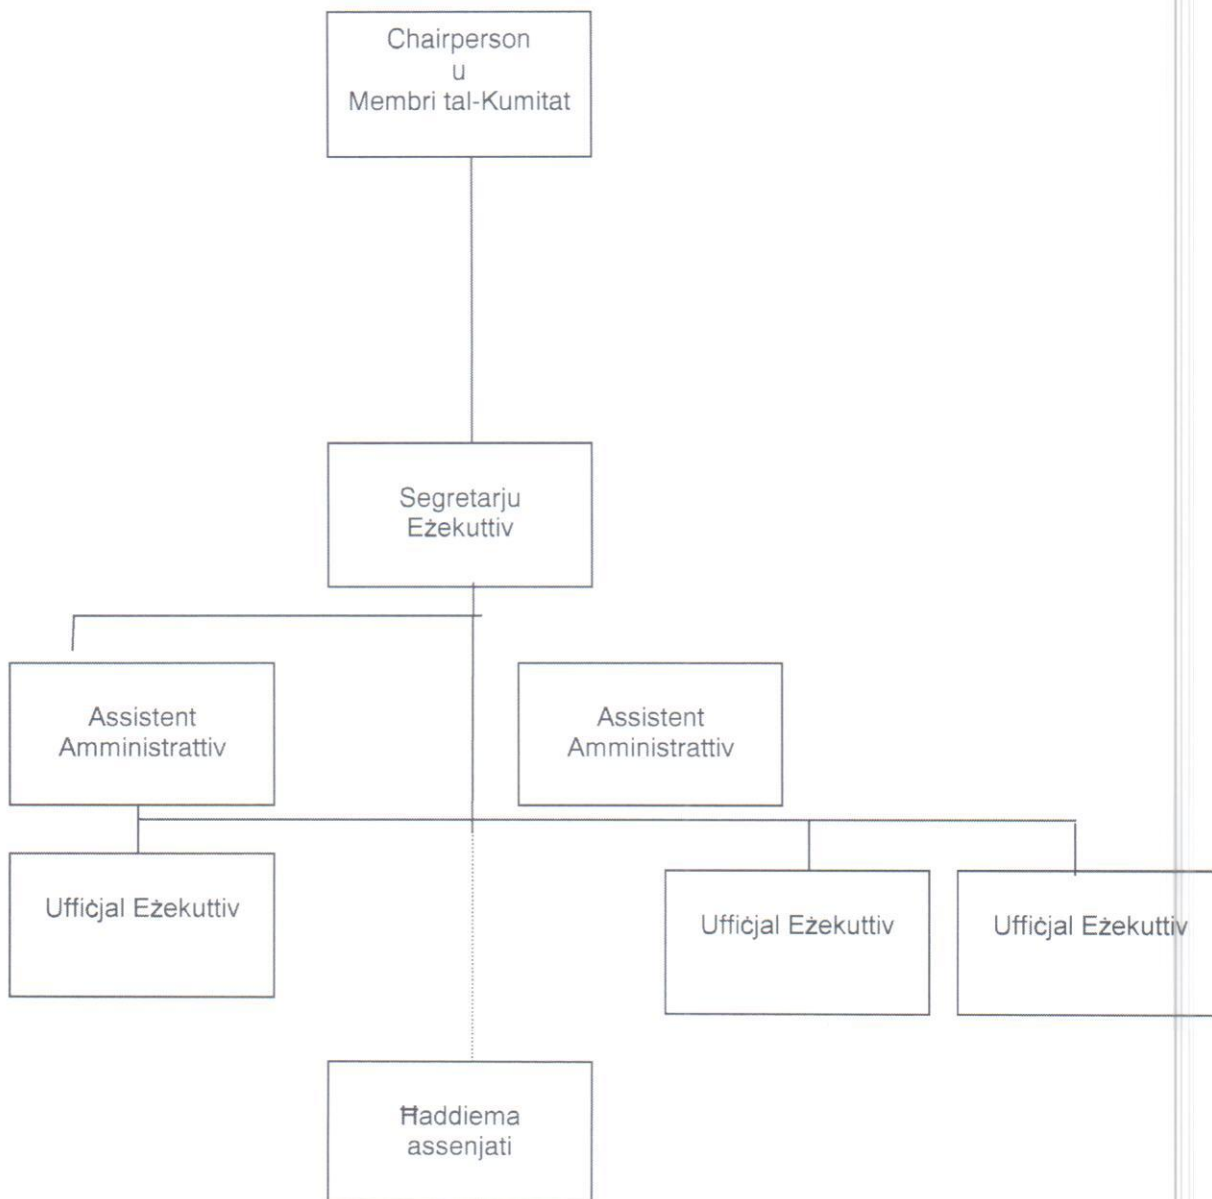 Chairperson
u
Membri tal-Kumitat
Segretarju
Eżekuttiv
Assistent
Amministrattiv
Assistent
Amministrattiv
Uffiċjal Eżekuttiv
Uffiċjal Eżekuttiv
Uffiċjal Eżekuttiv
Ħaddiema
assenjati